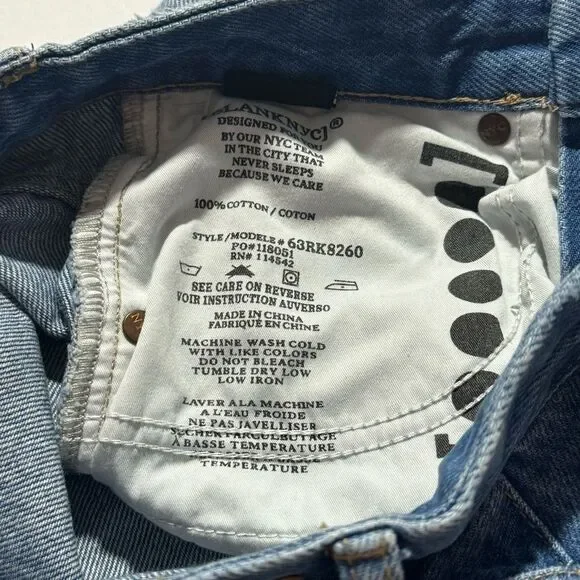 BLANKNYC]®
DESIGNED FOR YOU
BY OUR NYC TEAM
IN THE CITY THAT
NEVER SLEEPS
BECAUSE WE CARE
100% COTTON / COTON
STYLE/MODELE # 63RK8260
PO#118051
RN# 114542
SEE CARE ON REVERSE
VOIR INSTRUCTION AUVERSO
MADE IN CHINA
FABRIQUE EN CHINE
MACHINE WASH COLD
WITH LIKE COLORS
DO NOT BLEACH
TUMBLE DRY LOW
LOW IRON
LAVER A LA MACHINE
A L'EAU FROIDE
NE PAS JAVELLISER
A BASSE TEMPERATURE
TEMPERATURE